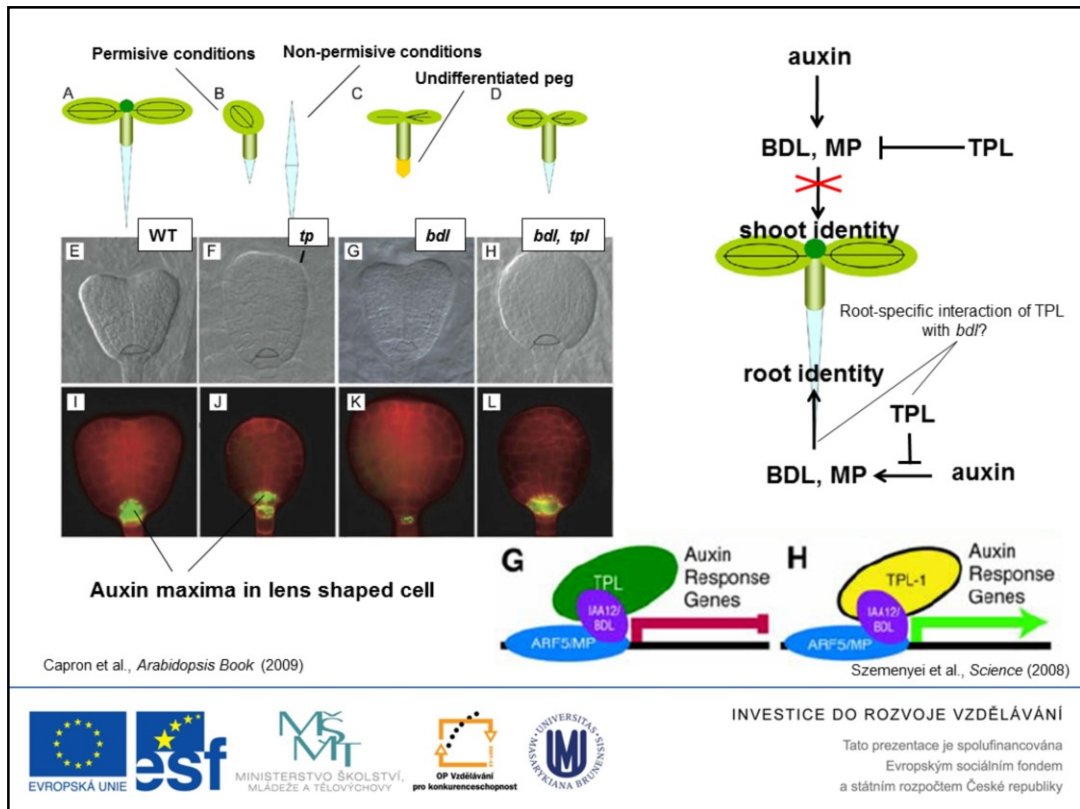 Permisive conditions
Non-permisive conditions
Undifferentiated peg
A
B
C
D
WT
tp
l
bdl
bdl, tpl
E
F
G
H
I
J
K
L
Auxin maxima in lens shaped cell
Capron et al., Arabidopsis Book (2009)
auxin
BDL, MP
TPL
shoot identity
Root-specific interaction of TPL
with bdl?
root identity
TPL
BDL, MP
auxin
G
TPL
IAA12/
BDL
ARF5/MP
Auxin
Response
Genes
H
TPL-1
IAA12/
BDL
ARF5/MP
Auxin
Response
Genes
Szemenyei et al., Science (2008)
EVROPSKÁ UNIE
esf
MŠMT
MINISTERSTVO ŠKOLSTVÍ,
MLÁDEŽE A TĚLOVÝCHOVY
OP Vzdělávání
pro konkurenceschopnost
UNIVERSITAS MASARYKIANA BRUNENSIS
INVESTICE DO ROZVOJE VZDĚLÁVÁNÍ
Tato prezentace je spolufinancována
Evropským sociálním fondem
a státním rozpočtem České republiky